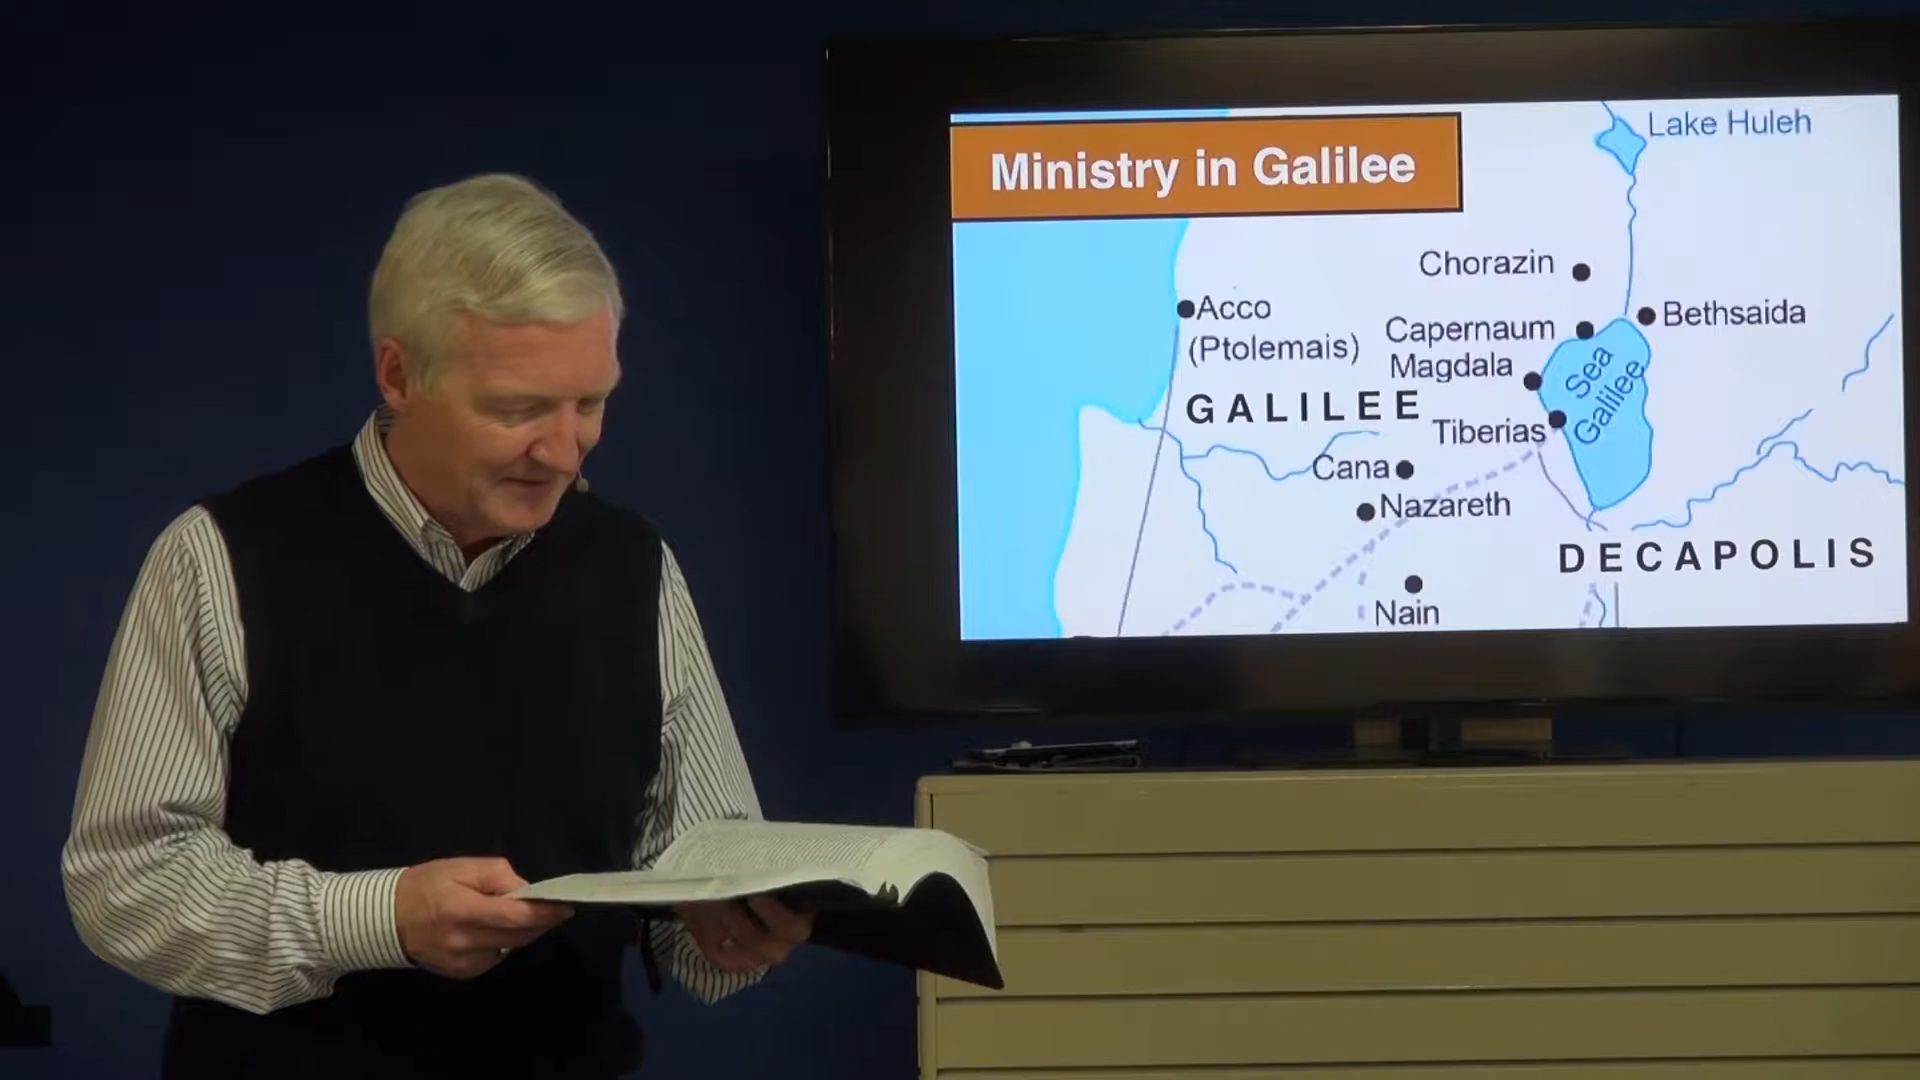 Ministry in Galilee
Lake Huleh
Chorazin
Acco
(Ptolemais)
Bethsaida
Capernaum
Magdala
Sea
Galilee
GALILEE
Tiberias
Cana
Nazareth
DECAPOLIS
Nain